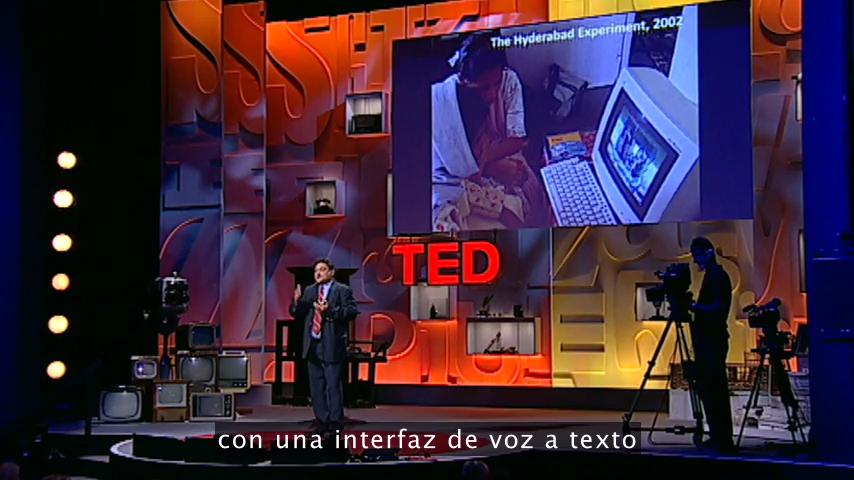 The Hyderabad Experiment, 2002
TED
con una interfaz de voz a texto